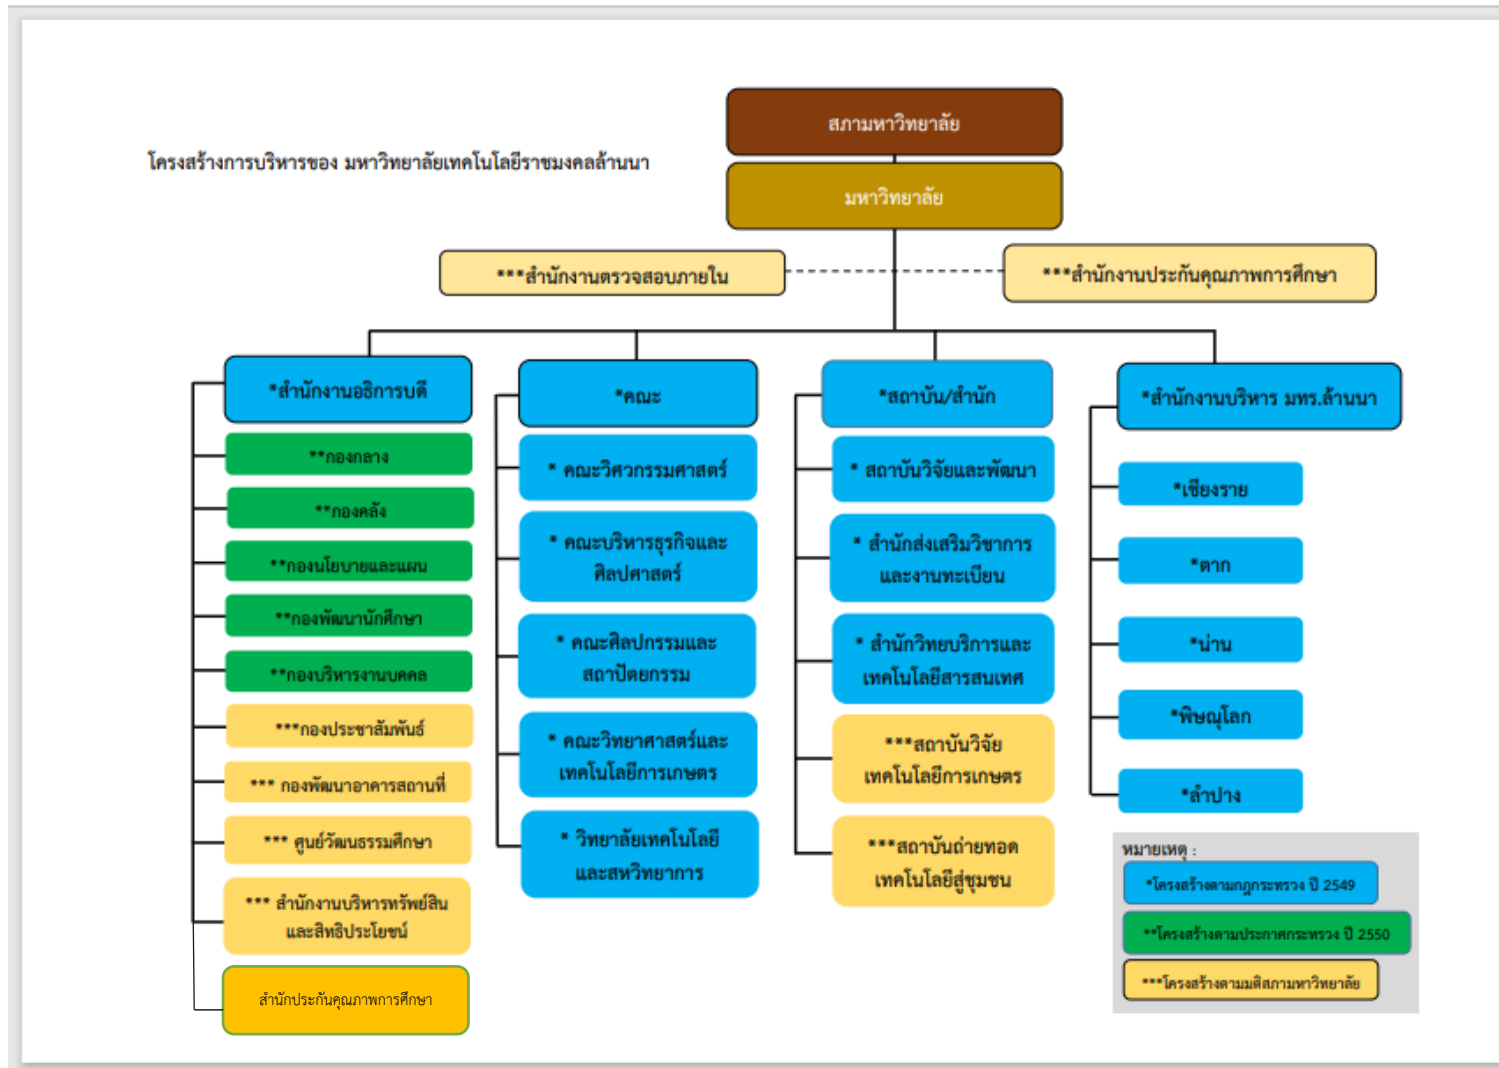 สภามหาวิทยาลัย
โครงสร้างการบริหารของ มหาวิทยาลัยเทคโนโลยีราชมงคลล้านนา
มหาวิทยาลัย
***สำนักงานตรวจสอบภายใน
***สำนักงานประกันคุณภาพการศึกษา
*สำนักงานอธิการบดี
**กองกลาง
**กองคลัง
**กองนโยบายและแผน
**กองพัฒนานักศึกษา
**กองบริหารงานบุคคล
***กองประชาสัมพันธ์
*** กองพัฒนาอาคารสถานที่
*** ศูนย์วัฒนธรรมศึกษา
*** สำนักงานบริหารทรัพย์สิน
และสิทธิประโยชน์
สำนักประกันคุณภาพการศึกษา
*คณะ
* คณะวิศวกรรมศาสตร์
* คณะบริหารธุรกิจและ
ศิลปศาสตร์
* คณะศิลปกรรมและ
สถาปัตยกรรม
* คณะวิทยาศาสตร์และ
เทคโนโลยีการเกษตร
* วิทยาลัยเทคโนโลยี
และสหวิทยาการ
*สถาบัน/สำนัก
* สถาบันวิจัยและพัฒนา
* สำนักส่งเสริมวิชาการ
และงานทะเบียน
* สำนักวิทยบริการและ
เทคโนโลยีสารสนเทศ
***สถาบันวิจัย
เทคโนโลยีการเกษตร
***สถาบันถ่ายทอด
เทคโนโลยีสู่ชุมชน
*สำนักงานบริหาร มทร.ล้านนา
*เชียงราย
*ตาก
*น่าน
*พิษณุโลก
*ลำปาง
หมายเหตุ :
*โครงสร้างตามกฎกระทรวง ปี 2549
**โครงสร้างตามประกาศกระทรวง ปี 2550
***โครงสร้างตามมติสภามหาวิทยาลัย